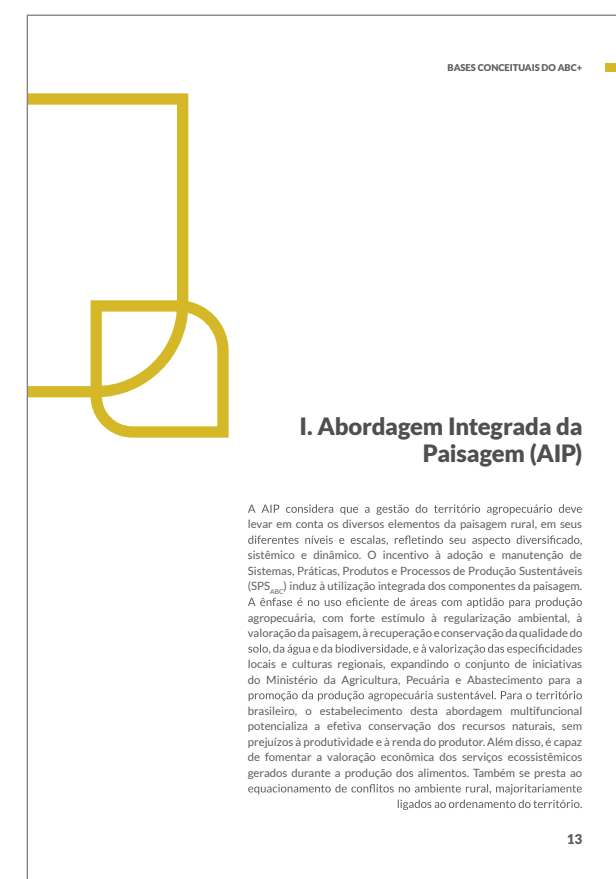 BASES CONCEITUAIS DO ABC+
I. Abordagem Integrada da
Paisagem (AIP)
A AIP considera que a gestão do território agropecuário deve
levar em conta os diversos elementos da paisagem rural, em seus
diferentes níveis e escalas, refletindo seu aspecto diversificado,
sistêmico e dinâmico. O incentivo à adoção e manutenção de
Sistemas, Práticas, Produtos e Processos de Produção Sustentáveis
(SPSABC) induz à utilização integrada dos componentes da paisagem.
A ênfase é no uso eficiente de áreas com aptidão para produção
agropecuária, com forte estímulo à regularização ambiental, à
valoração da paisagem, à recuperação e conservação da qualidade do
solo, da água e da biodiversidade, e à valorização das especificidades
locais e culturas regionais, expandindo o conjunto de iniciativas
do Ministério da Agricultura, Pecuária e Abastecimento para a
promoção da produção agropecuária sustentável. Para o território
brasileiro, o estabelecimento desta abordagem multifuncional
potencializa a efetiva conservação dos recursos naturais, sem
prejuízos à produtividade e à renda do produtor. Além disso, é capaz
de fomentar a valoração econômica dos serviços ecossistêmicos
gerados durante a produção dos alimentos. Também se presta ao
equacionamento de conflitos no ambiente rural, majoritariamente
ligados ao ordenamento do território.
13